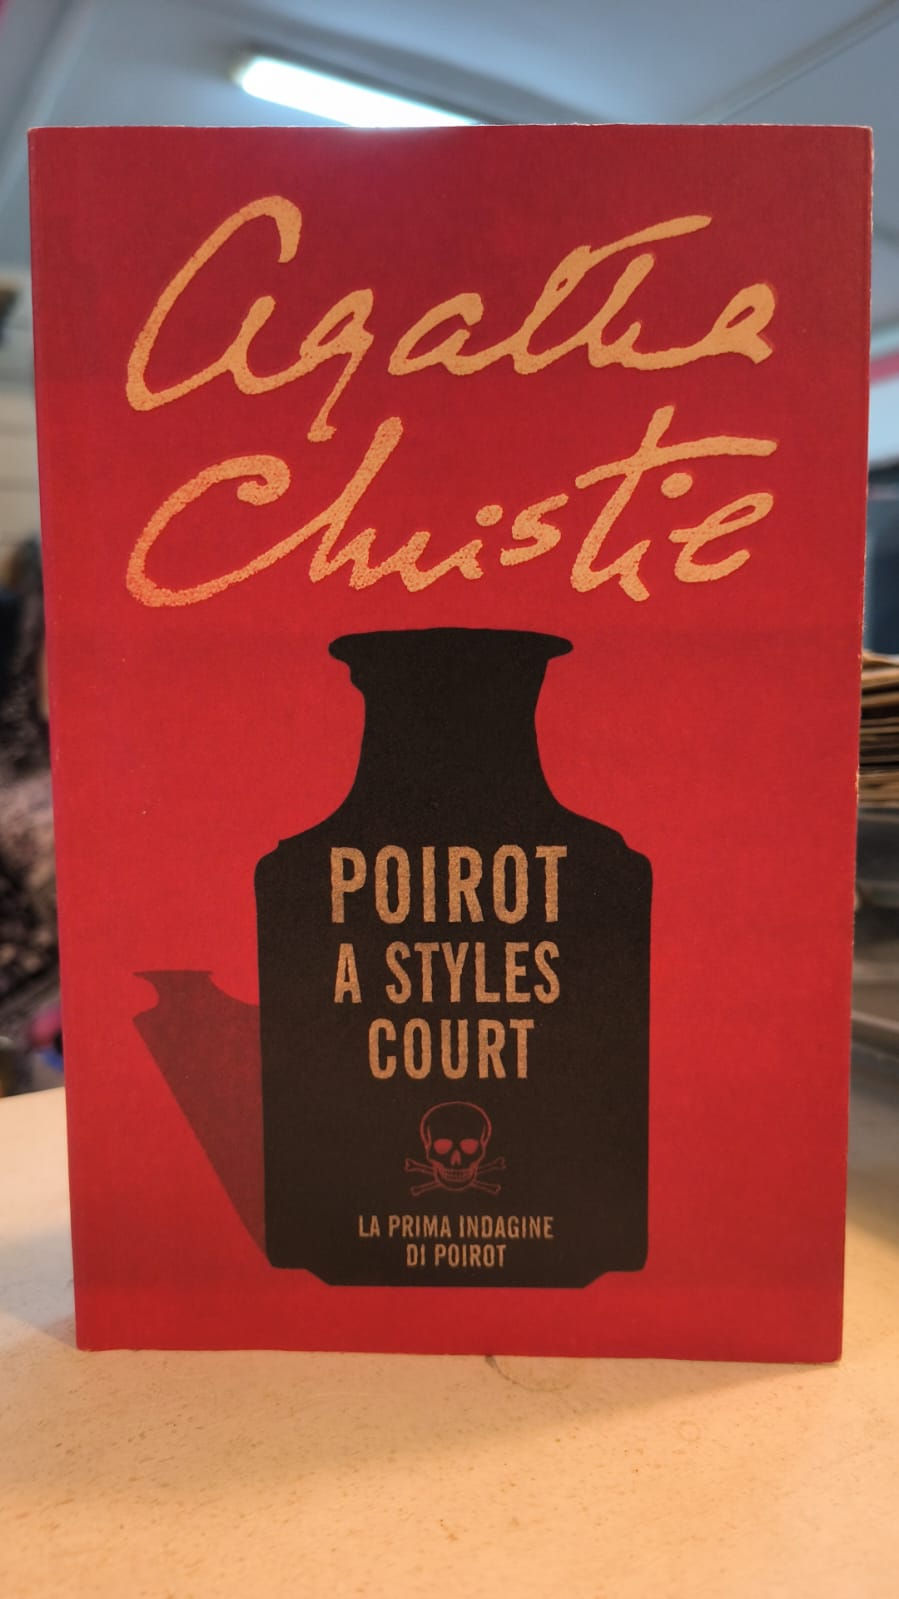 Agatha
Christie
POIROT
A STYLES
COURT
LA PRIMA INDAGINE
DI POIROT